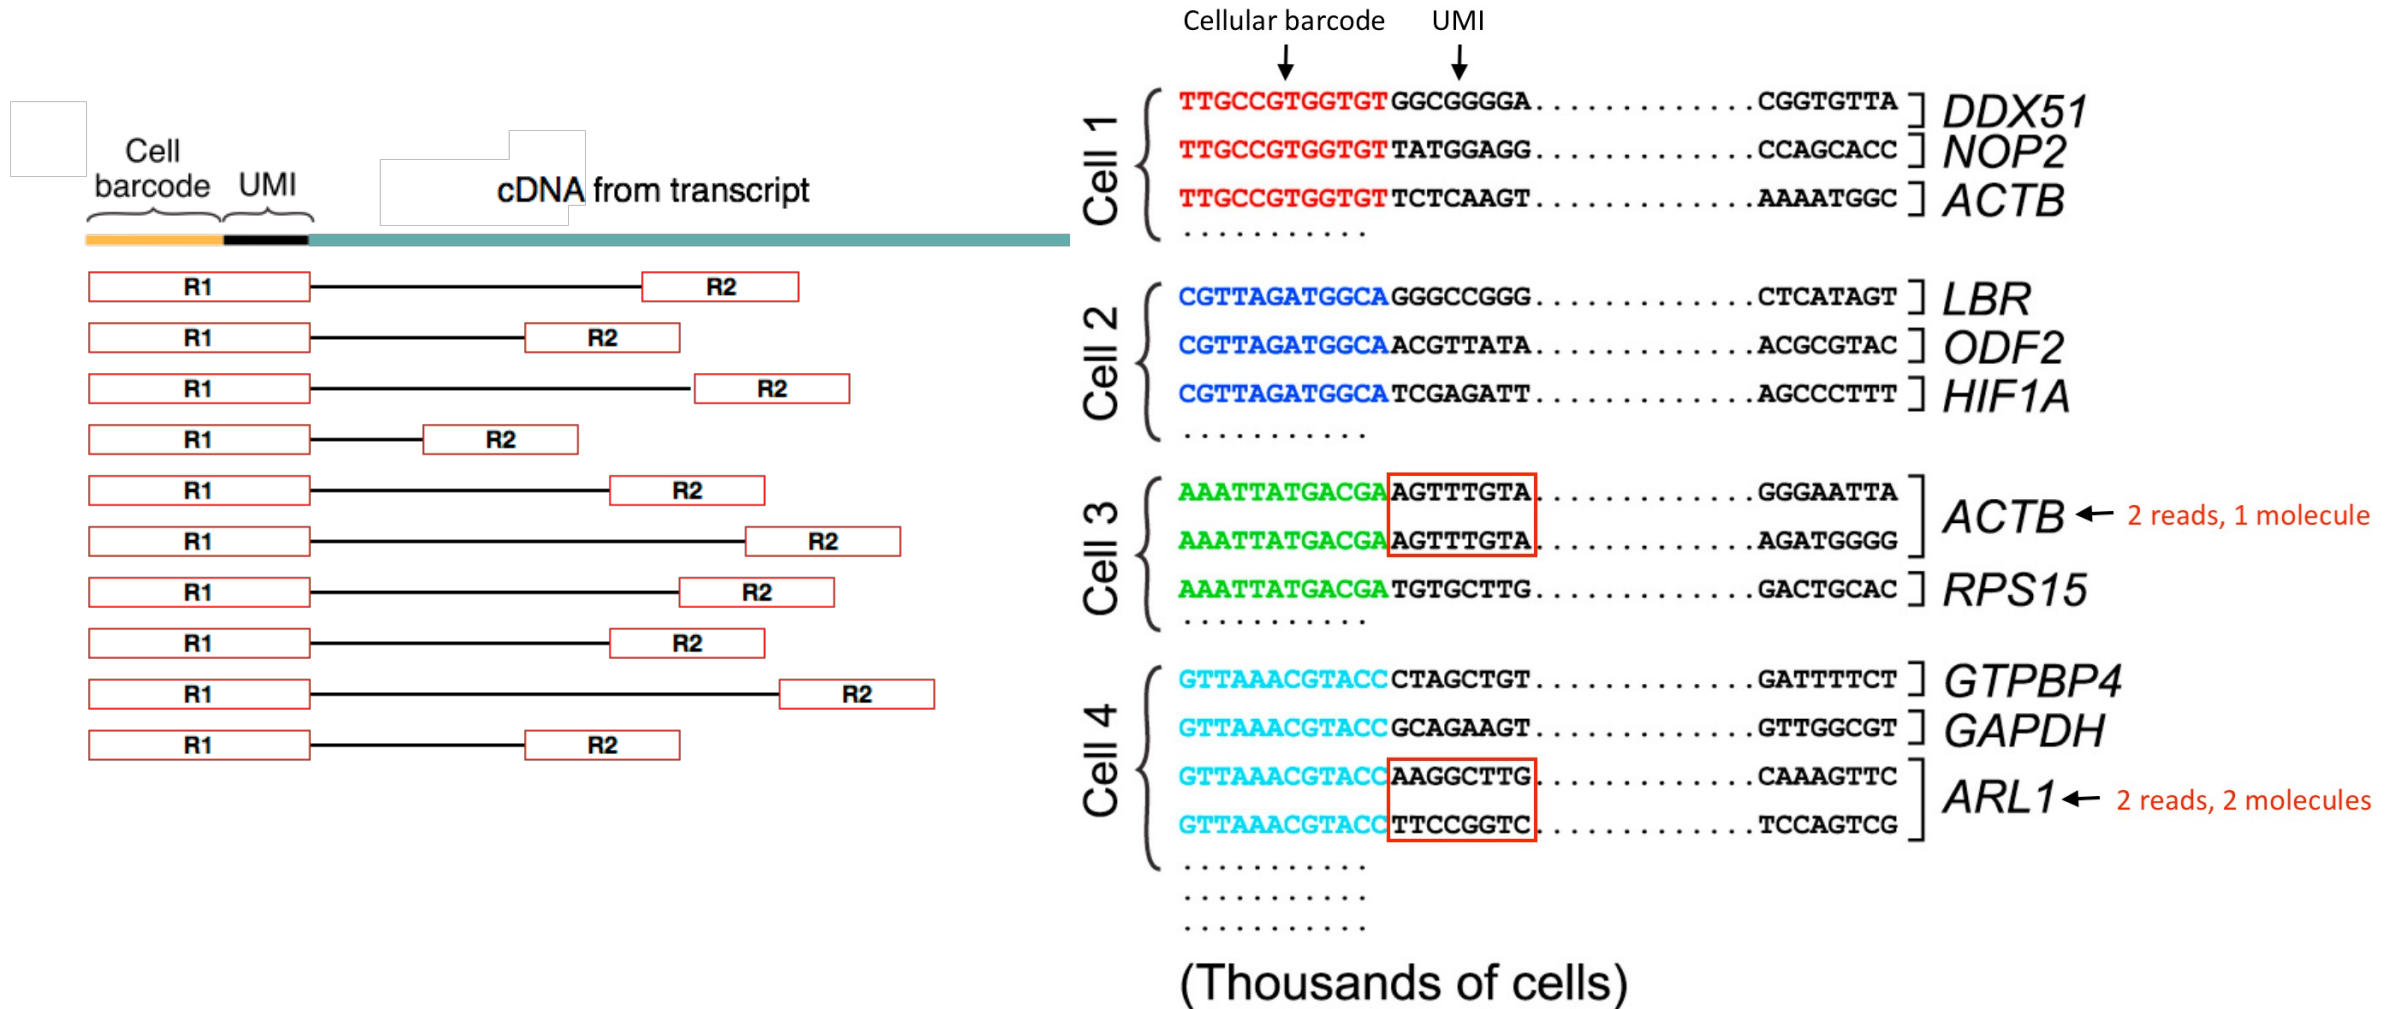 Cell
barcode
UMI
cDNA from transcript
R1 R2
R1 R2
R1 R2
R1 R2
R1 R2
R1 R2
R1 R2
R1 R2
R1 R2
R1 R2
Cellular barcode UMI
Cell 1
TTGCCGTGGTGTGGCGGGGA.............CGGTGTTA DDX51
TTGCCGTGGTGTTATGGAGG.............CCAGCACC NOP2
TTGCCGTGGTGTTCTCAAGT.............AAAATGGC ACTB
...........
Cell 2
CGTTAGATGGCAGGGCCGGG.............CTCATAGT LBR
CGTTAGATGGCAACGTTATA.............ACGCGTAC ODF2
CGTTAGATGGCATCGAGATT.............AGCCCTTT HIF1A
...........
Cell 3
AAATTATGACGAAGTTTGTA.............GGGAATTA
AAATTATGACGAAGTTTGTA.............AGATGGGG
ACTB 2 reads, 1 molecule
AAATTATGACGATGTGCTTG.............GACTGCAC RPS15
...........
Cell 4
GTTAAACGTACCCTAGCTGT.............GATTTTCT GTPBP4
GTTAAACGTACCGCAGAAGT.............GTTGGCGT GAPDH
GTTAAACGTACCAAGGCTTG.............CAAAGTTC
GTTAAACGTACCTTCCGGTC.............TCCAGTCG
ARL1 2 reads, 2 molecules
...........
...........
...........
(Thousands of cells)